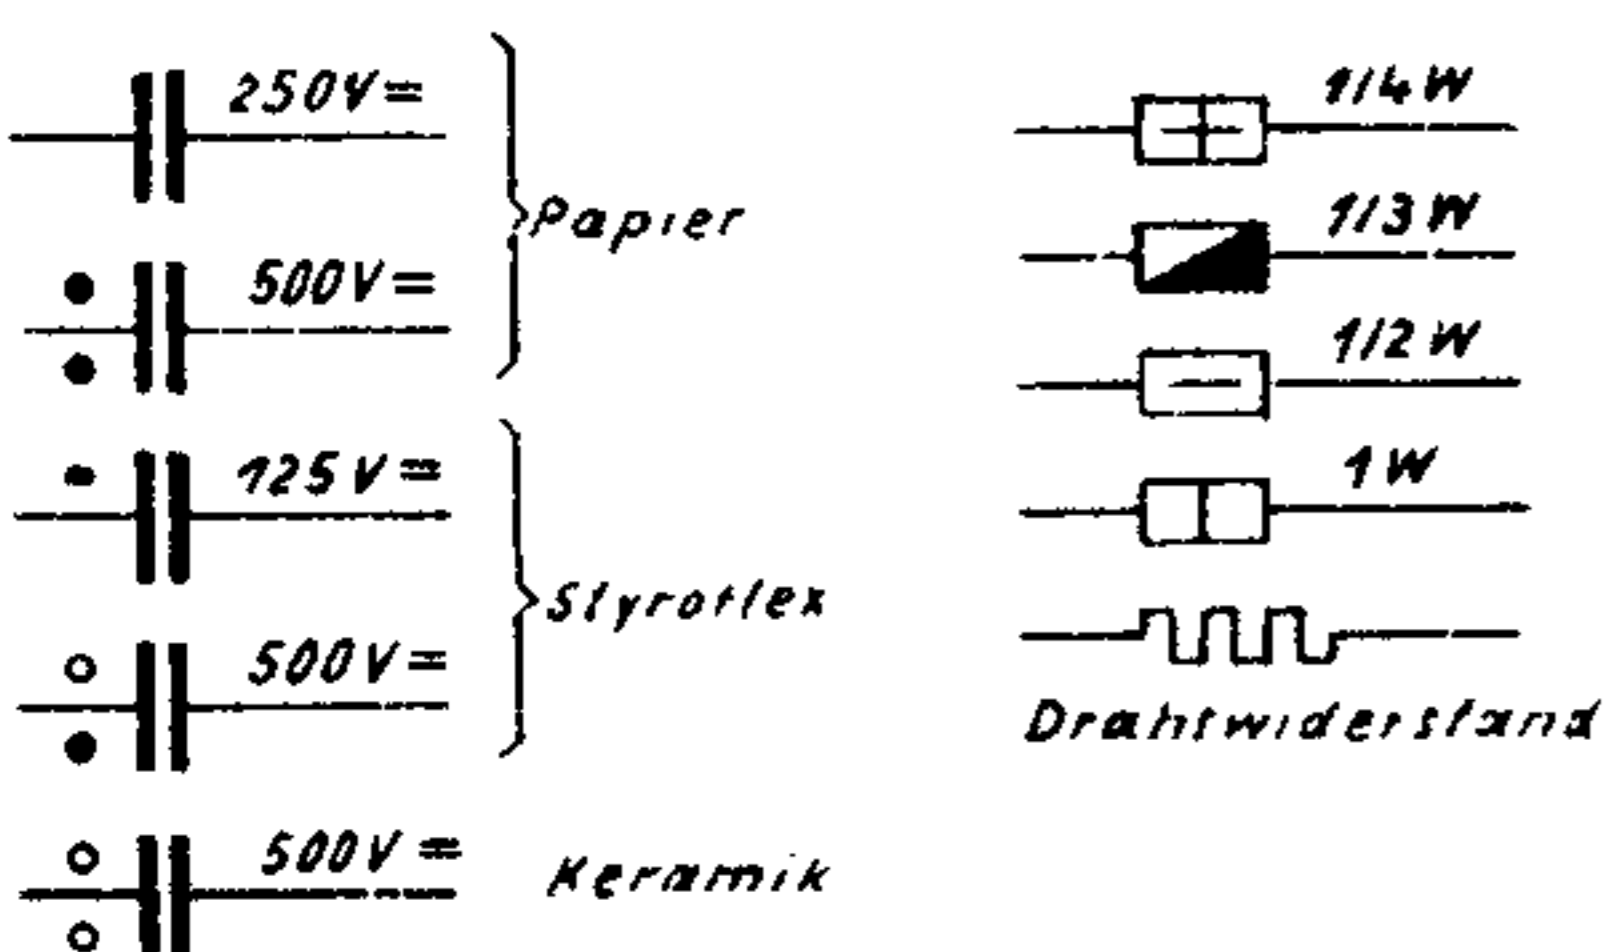 250V=
Papier
500V=
125V=
Styroflex
500V=
500V=
Keramik
1/4W
1/3W
1/2W
1W
Drahtwiderstand